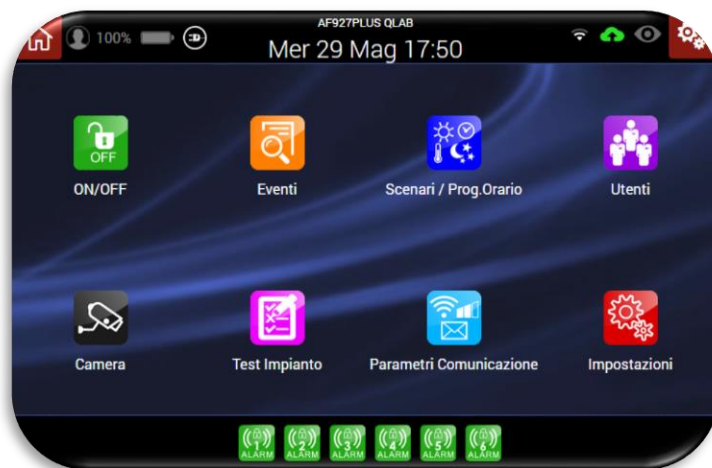 AF927PLUS QLAB
100%
Mer 29 Mag 17:50
OFF
ON/OFF
Eventi
Scenari / Prog.Orario
Utenti
Camera
Test Impianto
Parametri Comunicazione
Impostazioni
1 2 3 4 5 6
ALARM ALARM ALARM ALARM ALARM ALARM